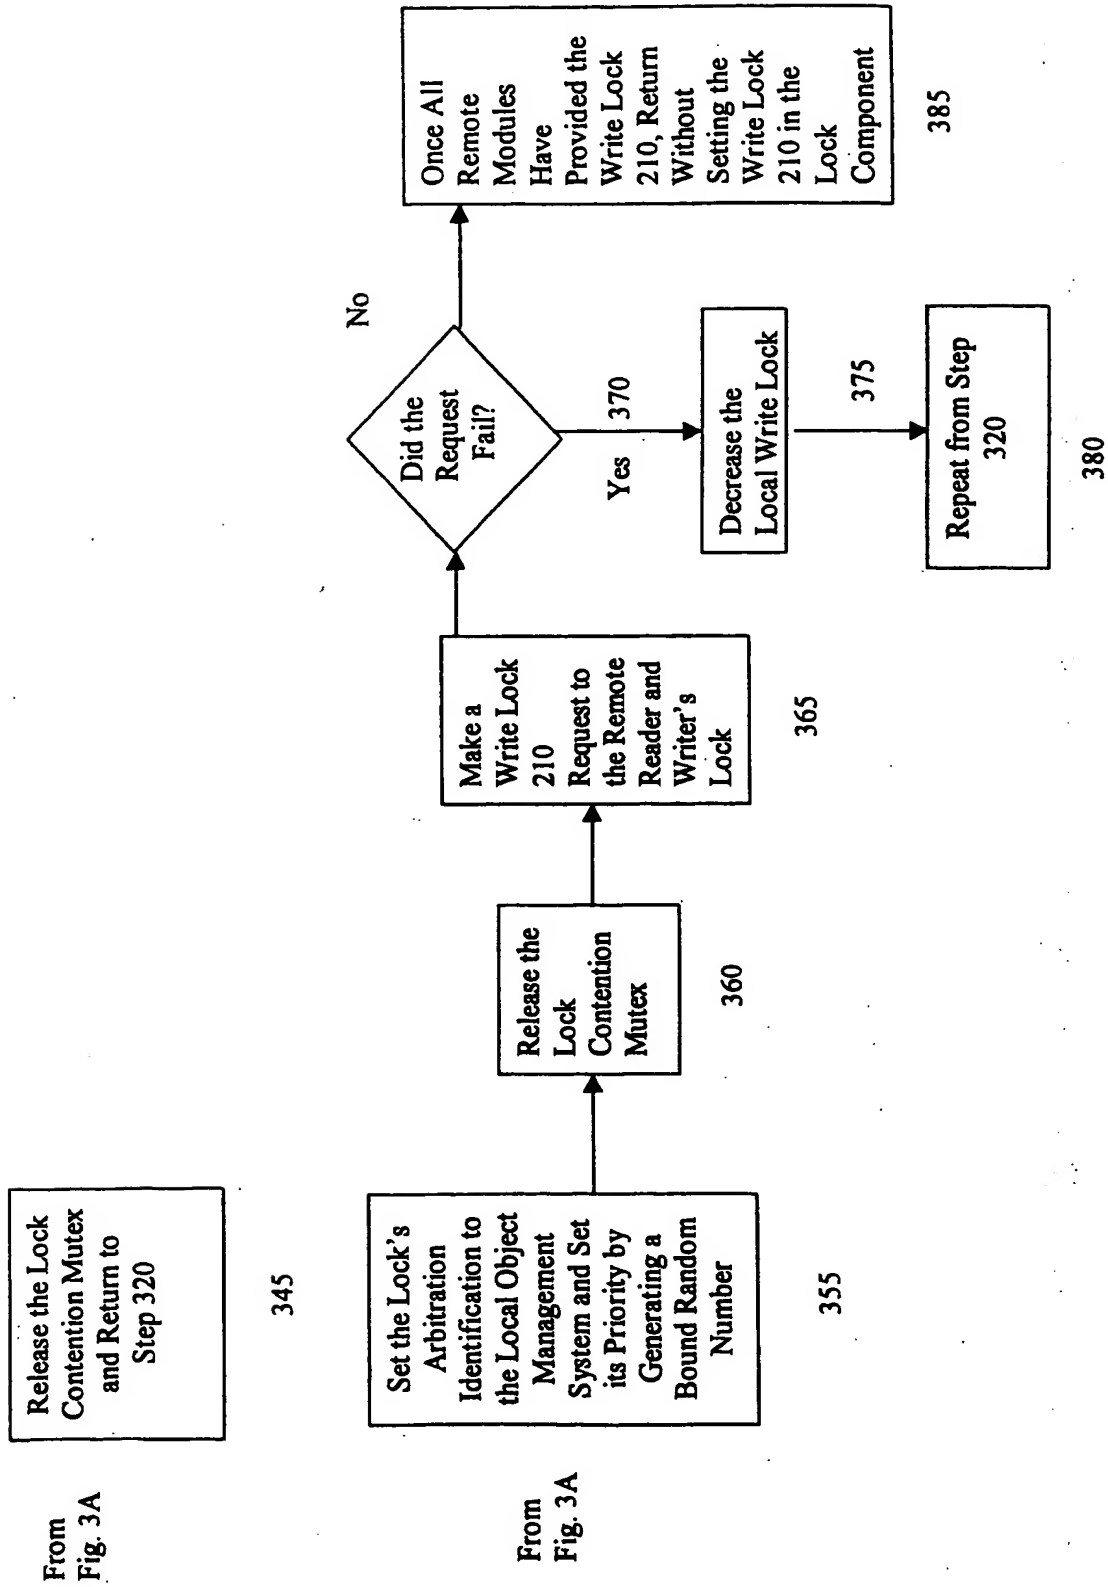 From
Fig. 3A
Release the Lock
Contention Mutex
and Return to
Step 320
345
From
Fig. 3A
Set the Lock's
Arbitration
Identification to
the Local Object
Management
System and Set
its Priority by
Generating a
Bound Random
Number
355
Release the
Lock
Contention
Mutex
360
Make a
Write Lock
210
Request to
the Remote
Reader and
Writer's
Lock
365
Did the
Request
Fail?
No
Yes
370
Decrease the
Local Write Lock
375
Repeat from Step
320
380
Once All
Remote
Modules
Have
Provided the
Write Lock
210, Return
Without
Setting the
Write Lock
210 in the
Lock
Component
385